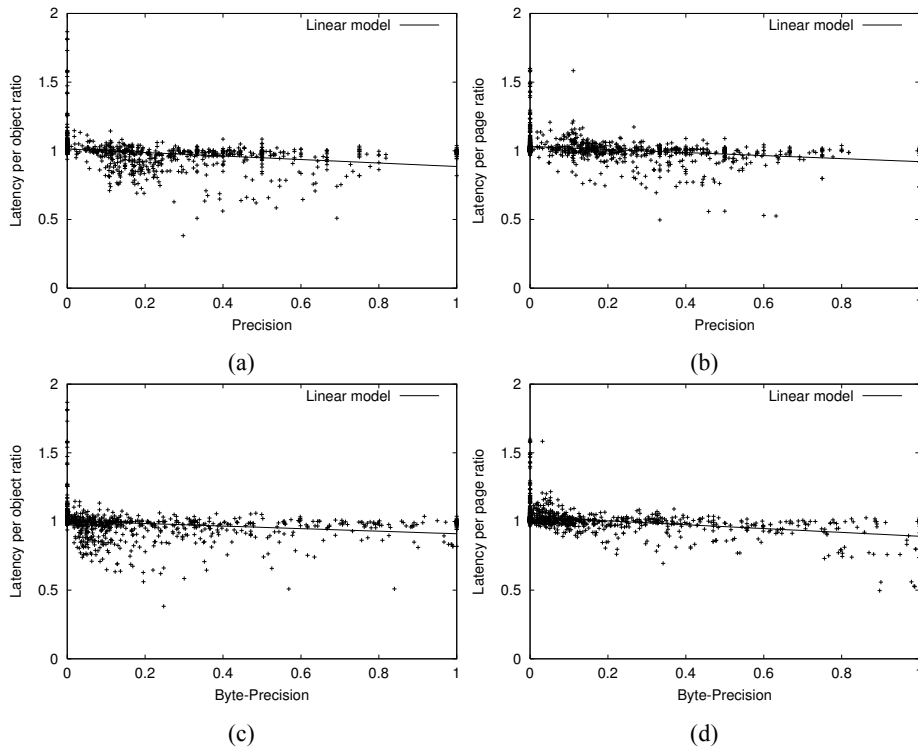 2
Linear model
1.5
Latency per object ratio
1
0.5
0
0 0.2 0.4 0.6 0.8 1
Precision
(a)
2
Linear model
1.5
Latency per page ratio
1
0.5
0
0 0.2 0.4 0.6 0.8 1
Precision
(b)
2
Linear model
1.5
Latency per object ratio
1
0.5
0
0 0.2 0.4 0.6 0.8 1
Byte-Precision
(c)
2
Linear model
1.5
Latency per page ratio
1
0.5
0
0 0.2 0.4 0.6 0.8 1
Byte-Precision
(d)